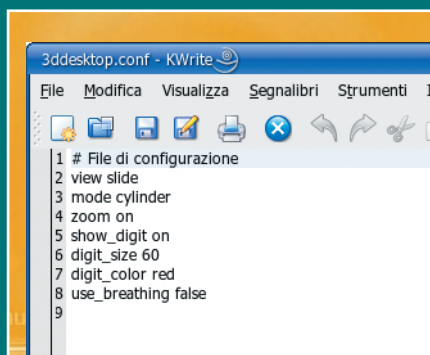 3ddesktop.conf - KWrite
File Modifica Visualizza Segnalibri Strumenti
1 # File di configurazione
2 view slide
3 mode cylinder
4 zoom on
5 show_digit on
6 digit_size 60
7 digit_color red
8 use_breathing false
9